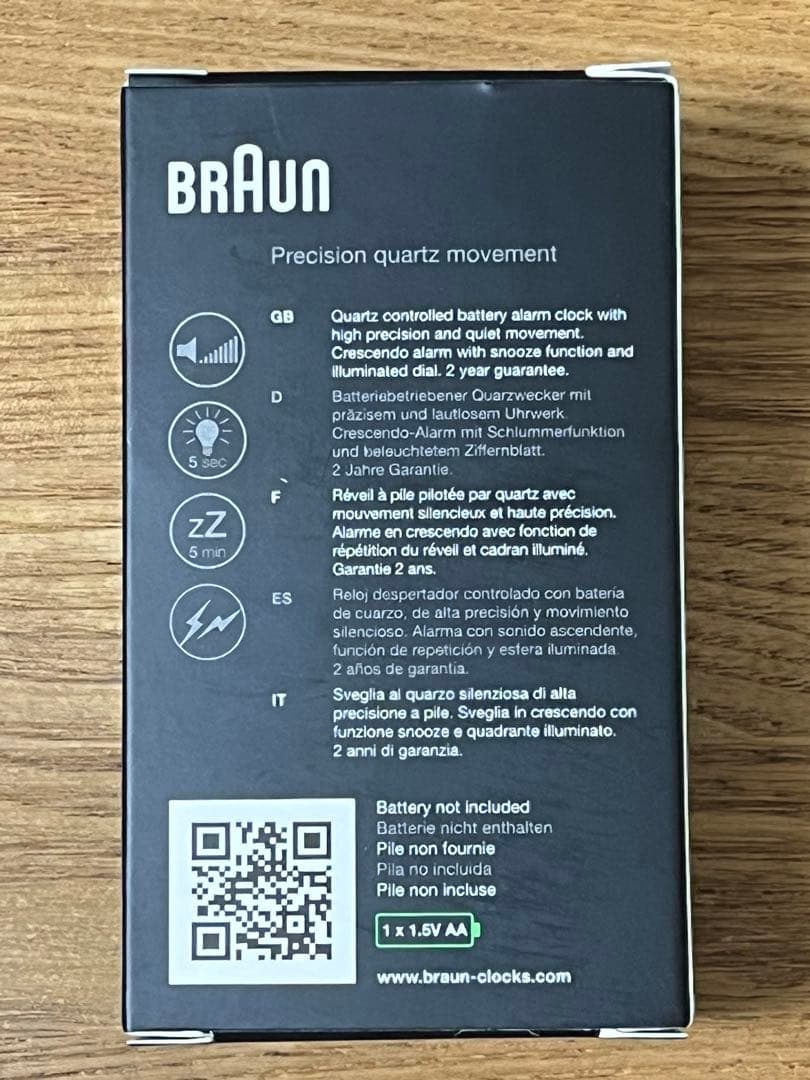 BRAUN
Precision quartz movement
5 sec
zZ
5 min
GB
Quartz controlled battery alarm clock with
high precision and quiet movement.
Crescendo alarm with snooze function and
illuminated dial. 2 year guarantee.
D
Batteriebetriebener Quarzwecker mit
präzisem und lautlosem Uhrwerk.
Crescendo-Alarm mit Schlummerfunktion
und beleuchtetem Ziffernblatt.
2 Jahre Garantie.
F
Réveil à pile pilotée par quartz avec
mouvement silencieux et haute précision.
Alarme en crescendo avec fonction de
répétition du réveil et cadran illuminé.
Garantie 2 ans.
ES
Reloj despertador controlado con batería
de cuarzo, de alta precisión y movimiento
silencioso. Alarma con sonido ascendente,
función de repetición y esfera iluminada.
2 años de garantia.
IT
Sveglia al quarzo silenziosa di alta
precisione a pile. Sveglia in crescendo con
funzione snooze e quadrante illuminato.
2 anni di garanzia.
Battery not included
Batterie nicht enthalten
Pile non fournie
Pila no incluida
Pile non incluse
1 x 1.5V AA
www.braun-clocks.com